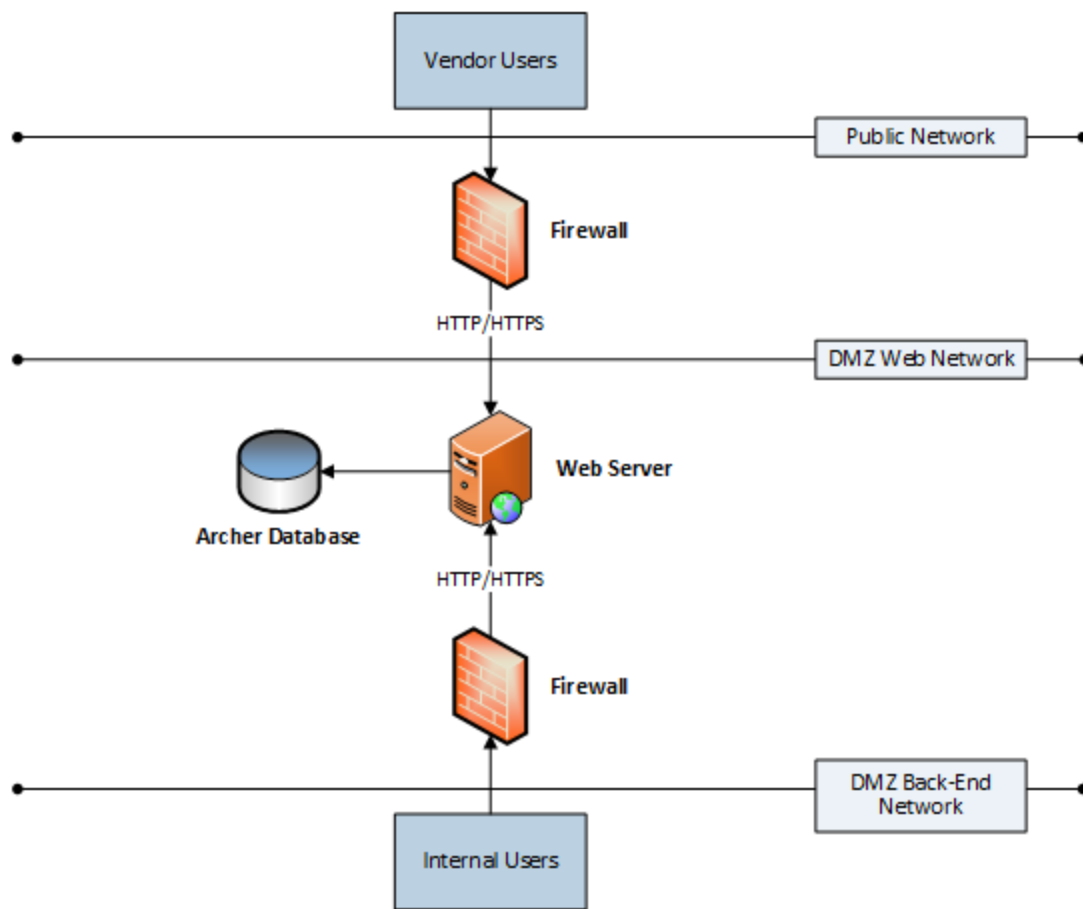 Vendor Users
Public Network
Firewall
HTTP/HTTPS
DMZ Web Network
Web Server
Archer Database
HTTP/HTTPS
Firewall
DMZ Back-End
Network
Internal Users